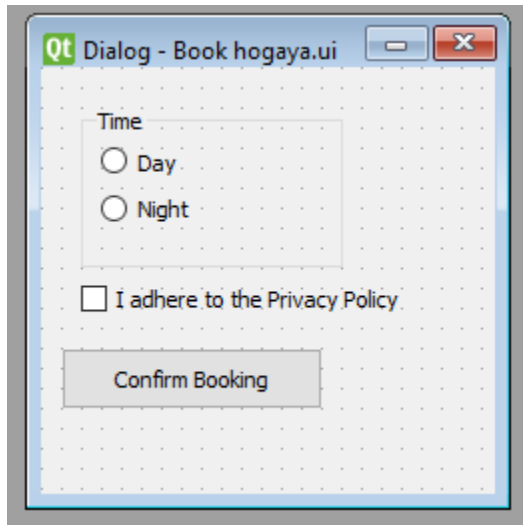 Qt Dialog - Book hogaya.ui
Time
Day
Night
I adhere to the Privacy Policy
Confirm Booking